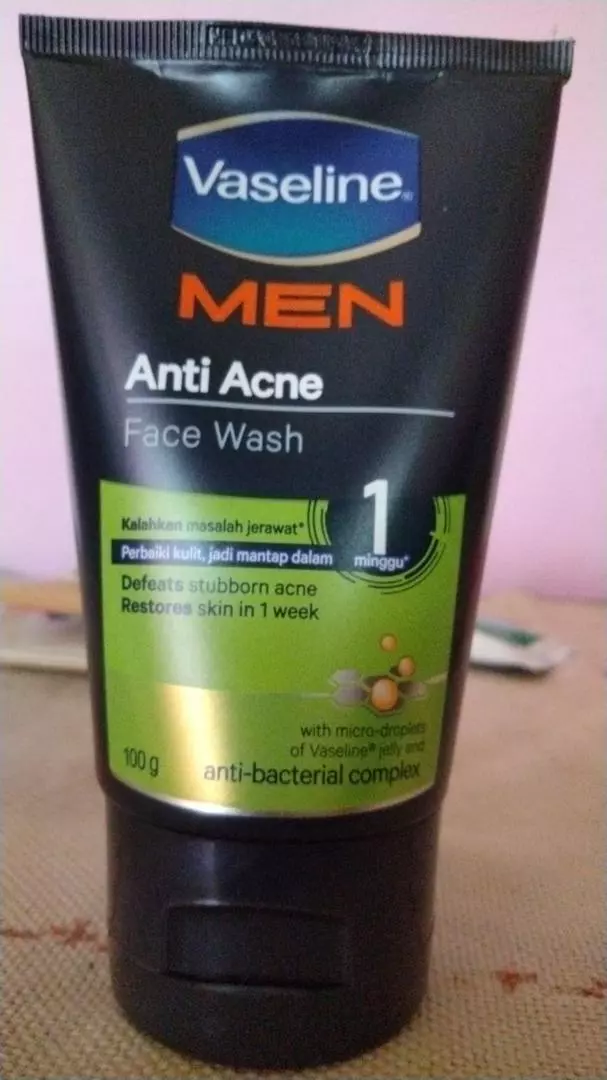 Vaseline®
MEN
Anti Acne
Face Wash
Kalahkan masalah jerawat*
Perbaiki kulit, jadi mantap dalam
1
minggu*
Defeats stubborn acne
Restores skin in 1 week
with micro-droplets
of Vaseline® jelly and
anti-bacterial complex
100 g